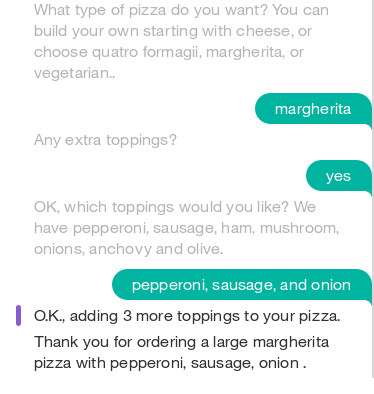 What type of pizza do you want? You can
build your own starting with cheese, or
choose quatro formagii, margherita, or
vegetarian..
margherita
Any extra toppings?
yes
OK, which toppings would you like? We
have pepperoni, sausage, ham, mushroom,
onions, anchovy and olive.
pepperoni, sausage, and onion
O.K., adding 3 more toppings to your pizza.
Thank you for ordering a large margherita
pizza with pepperoni, sausage, onion .